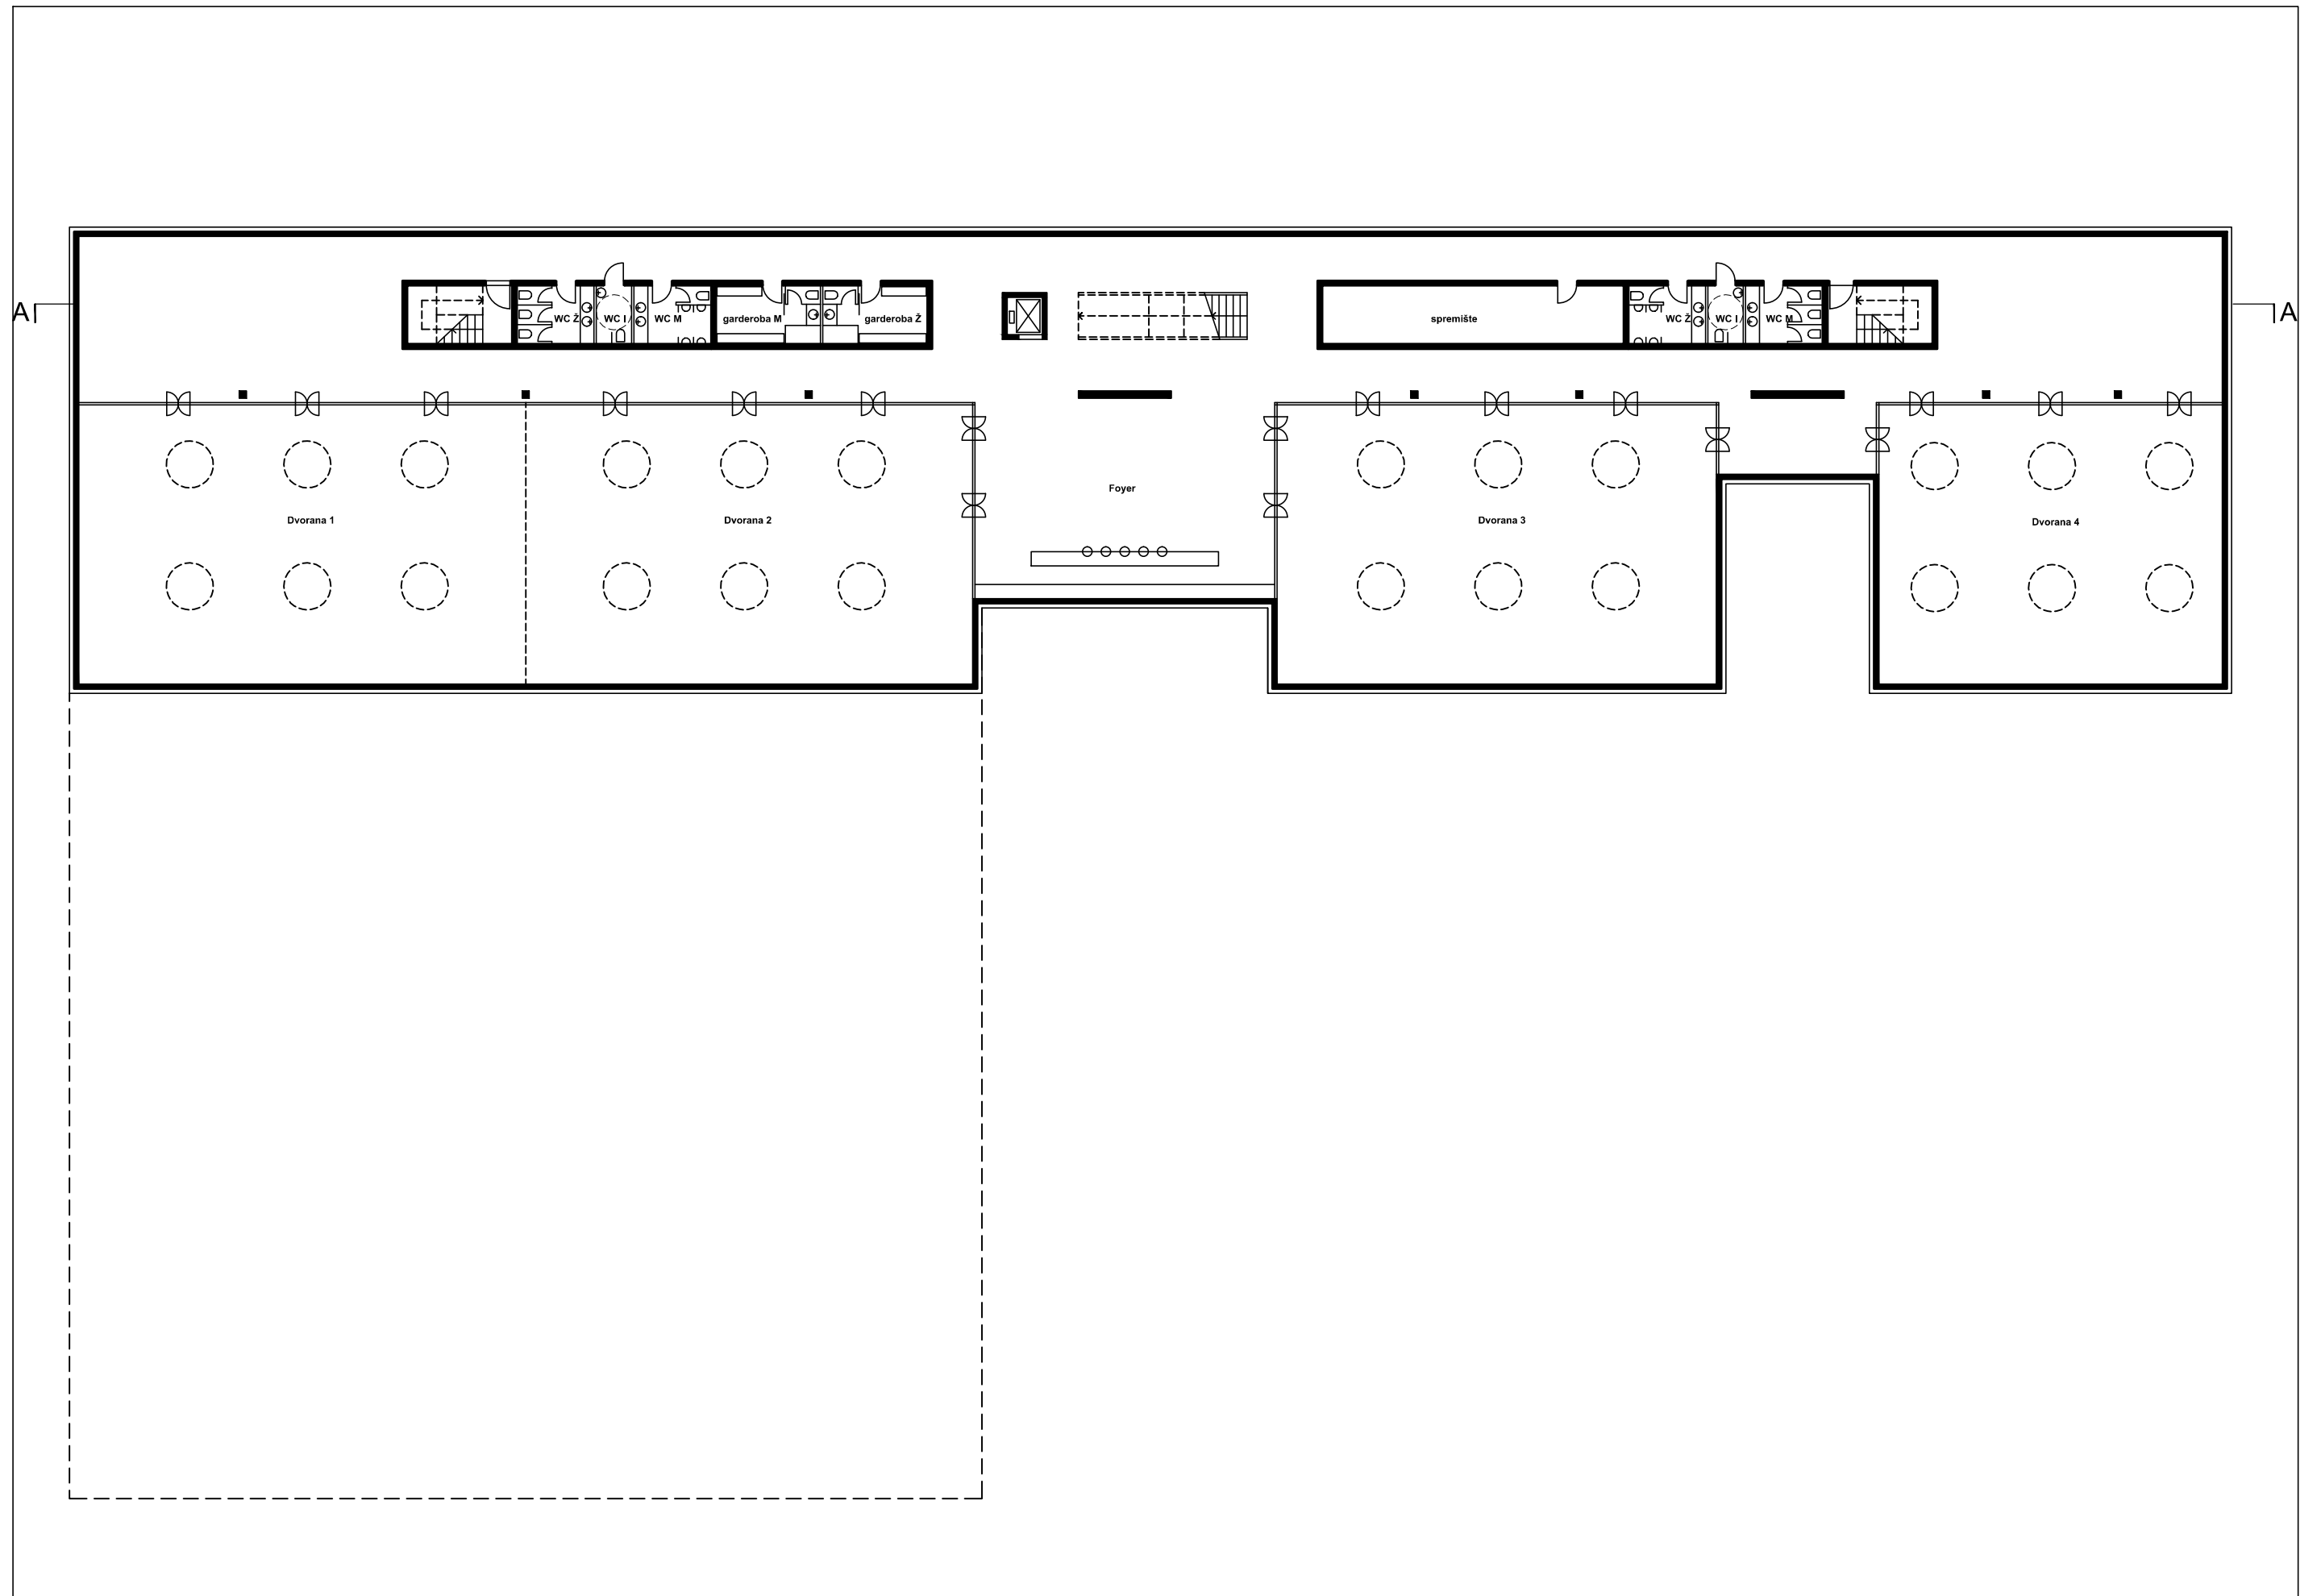 A
A
WC Ž
WC I
WC M
garderoba M
garderoba Ž
spremište
WC Ž
WC I
WC M
Foyer
Dvorana 1
Dvorana 2
Dvorana 3
Dvorana 4